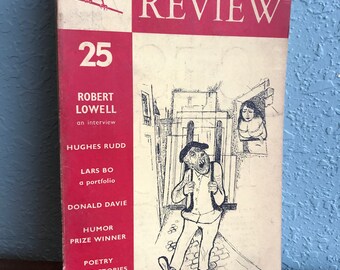 REVIEW
25
ROBERT
LOWELL
an interview
HUGHES RUDD
LARS BO
a portfolio
DONALD DAVIE
HUMOR
PRIZE WINNER
POETRY